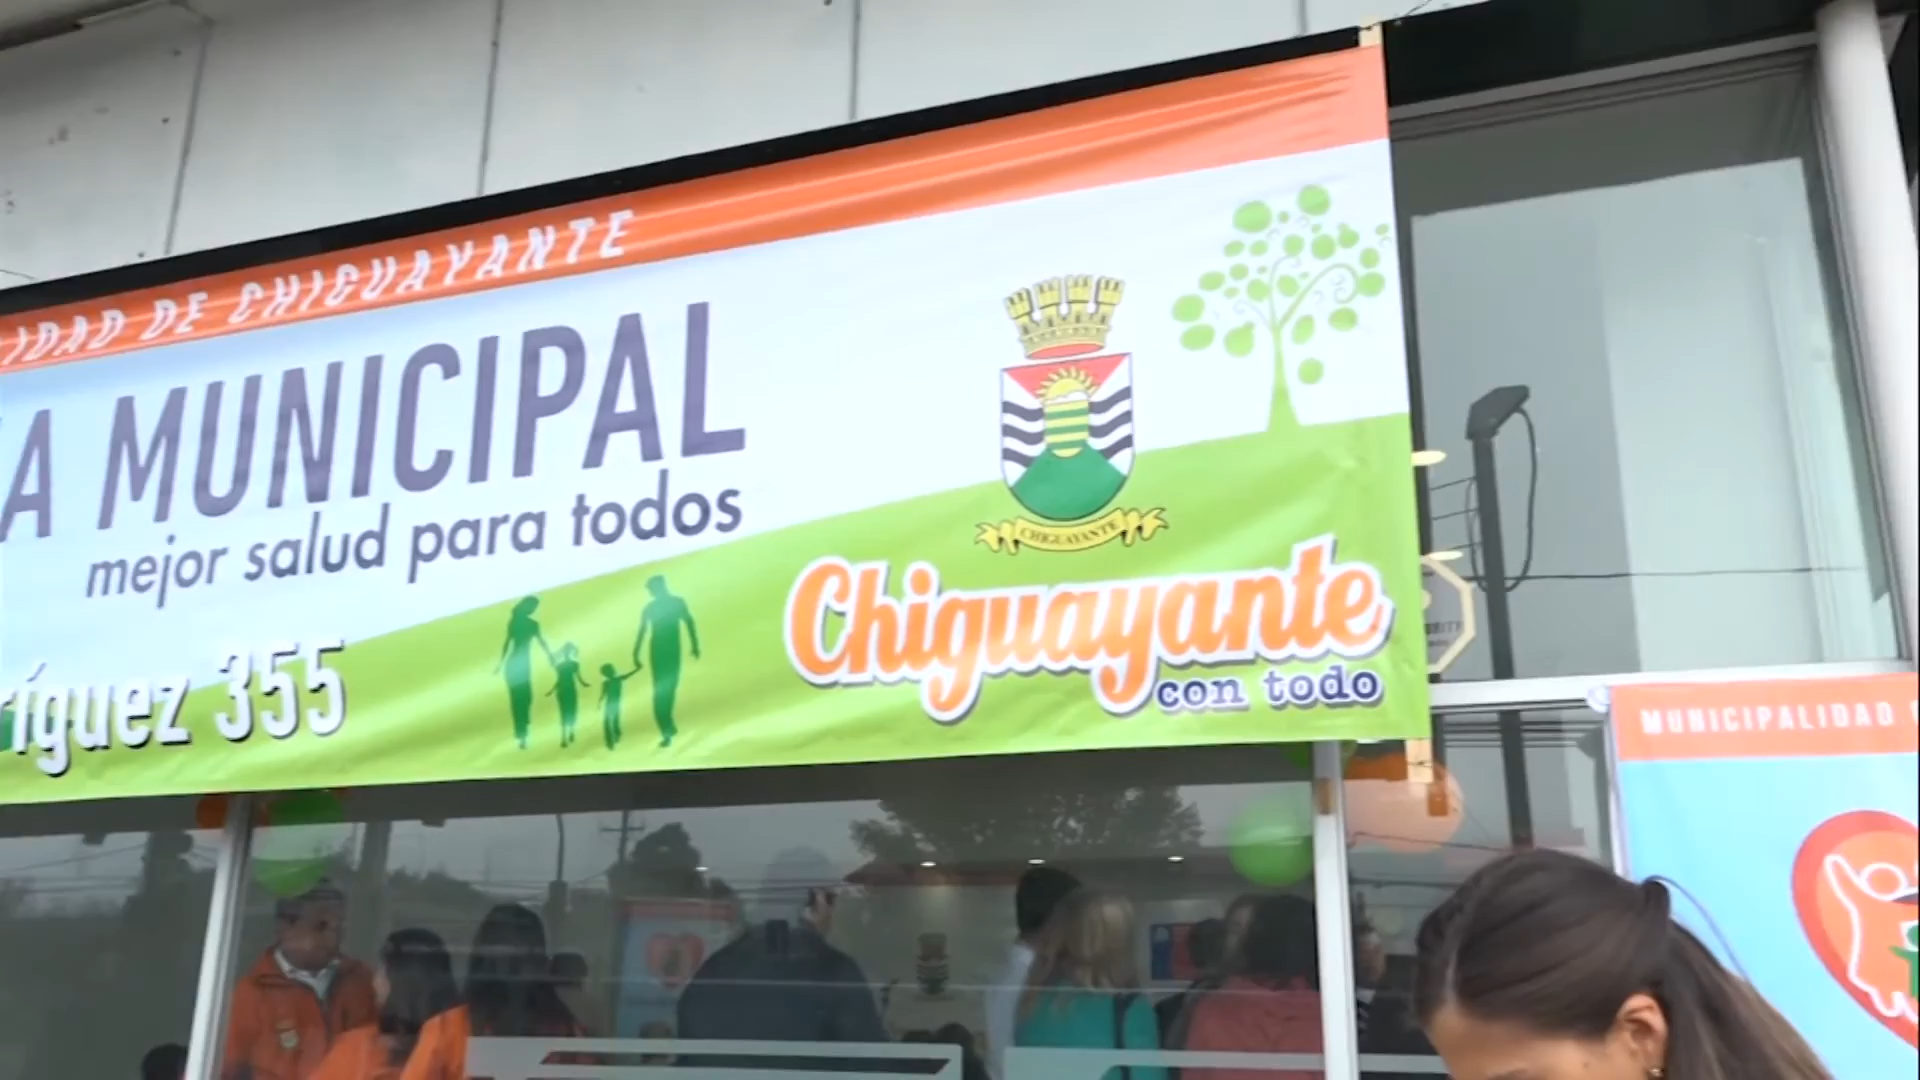 IDAD DE CHIGUAYANTE
A MUNICIPAL
mejor salud para todos
ríguez 355
CHIGUAYANTE
Chiguayante
con todo
MUNICIPALIDAD